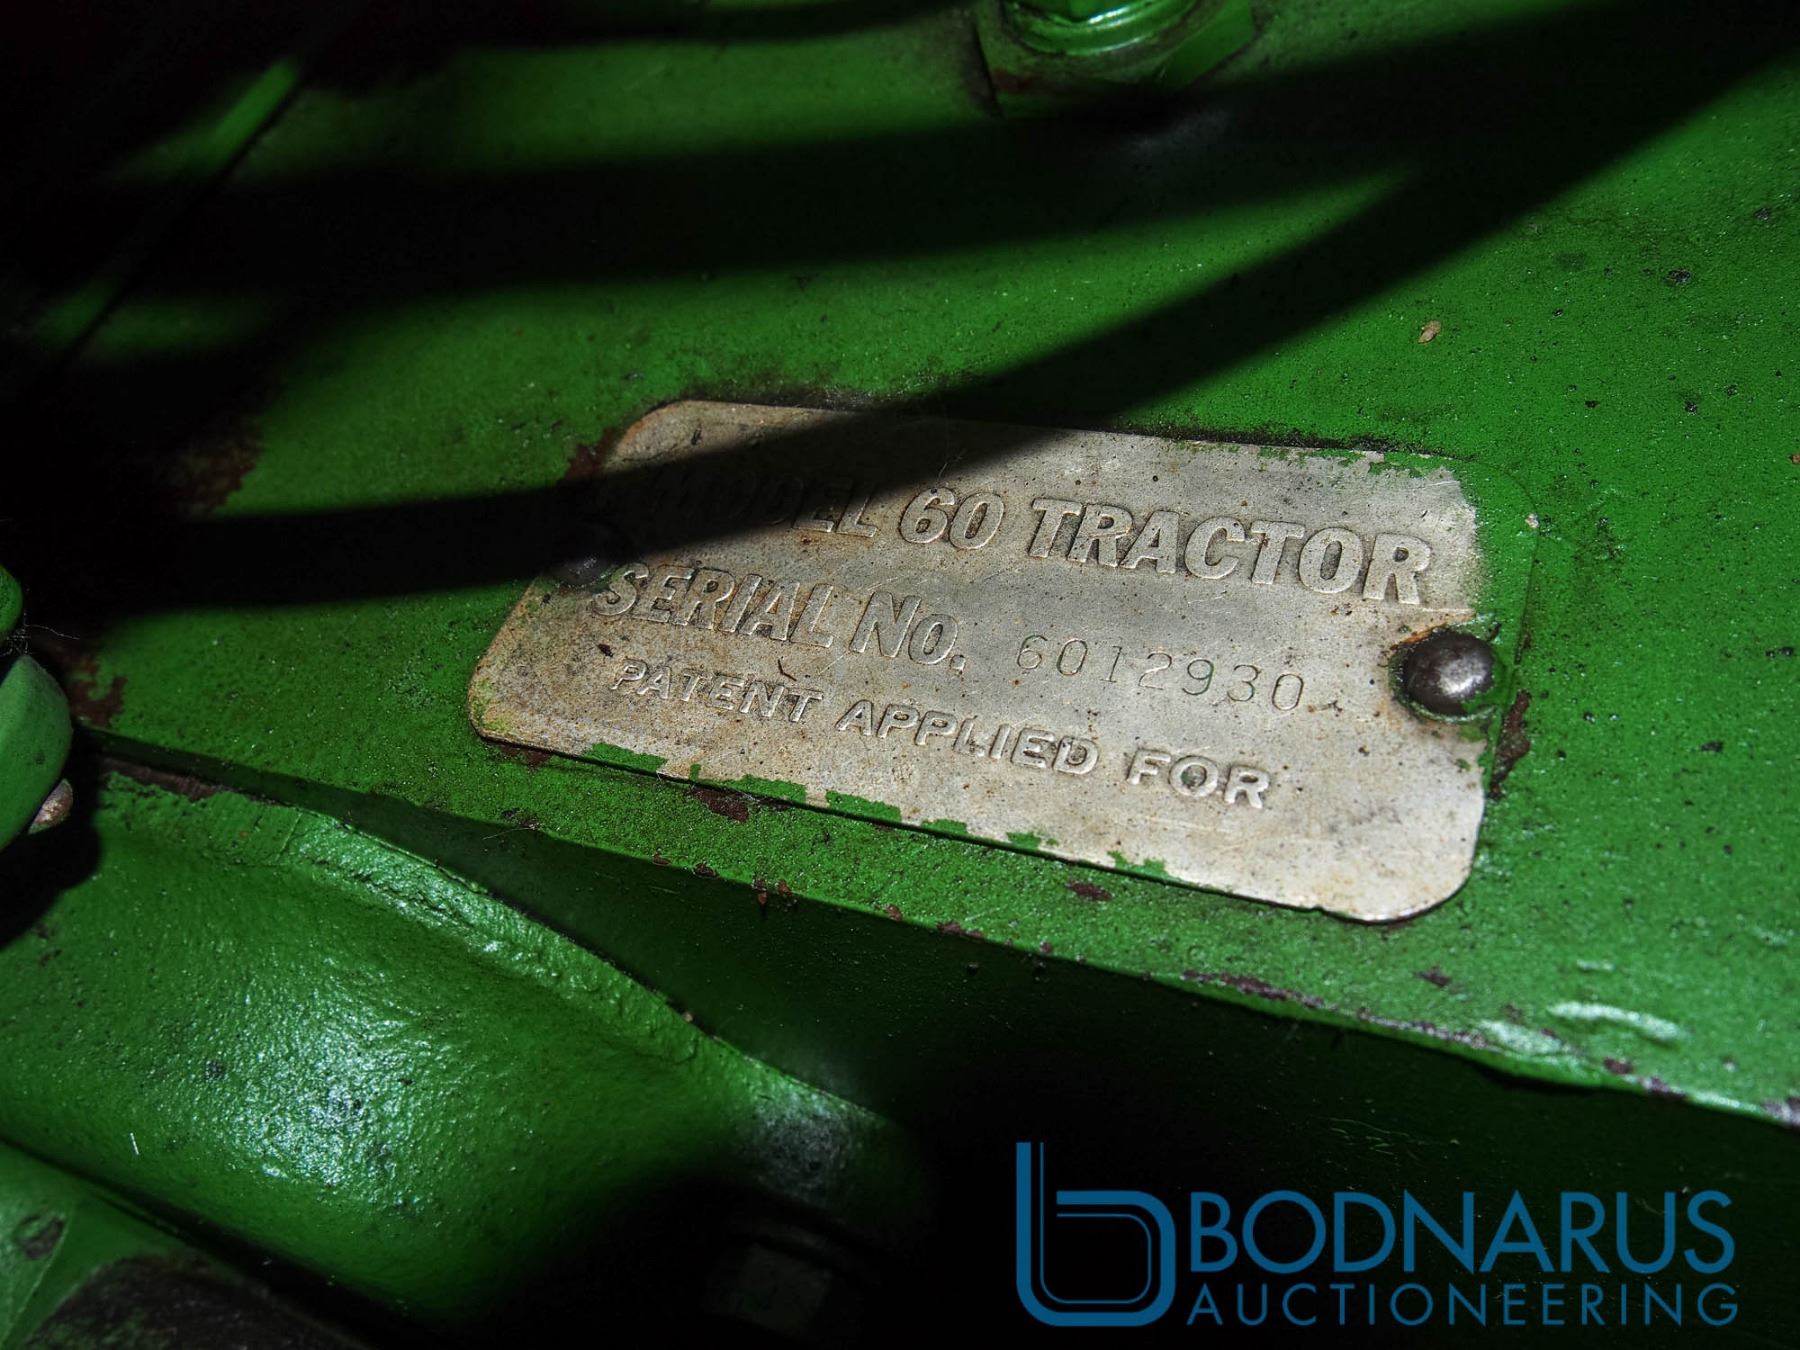 MODEL 60 TRACTOR
SERIAL NO. 6012930
PATENT APPLIED FOR
BODNARUS
AUCTIONEERING